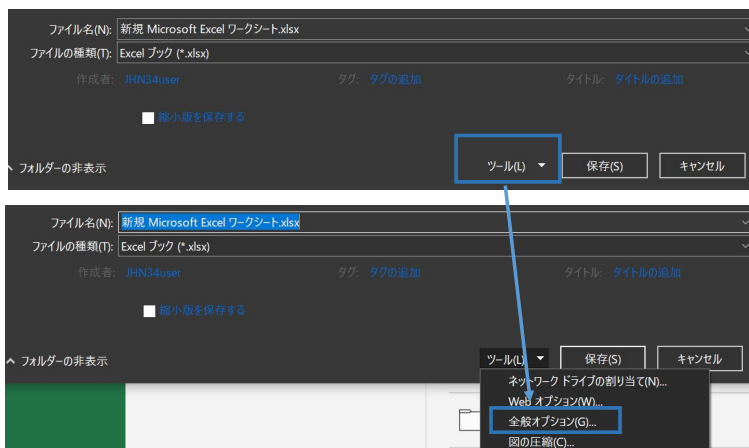 ファイル名(N): 新規 Microsoft Excel ワークシート.xlsx
ファイルの種類(T): Excel ブック (*.xlsx)
作成者: JHN34user タグ: タグの追加 タイトル: タイトルの追加
縮小版を保存する
フォルダーの非表示 ツール(L) 保存(S) キャンセル
ファイル名(N): 新規 Microsoft Excel ワークシート.xlsx
ファイルの種類(T): Excel ブック (*.xlsx)
作成者: JHN34user タグ: タグの追加 タイトル: タイトルの追加
縮小版を保存する
フォルダーの非表示 ツール(L) 保存(S) キャンセル
ネットワーク ドライブの割り当て(N)...
Web オプション(W)...
全般オプション(G)...
図の圧縮(C)...